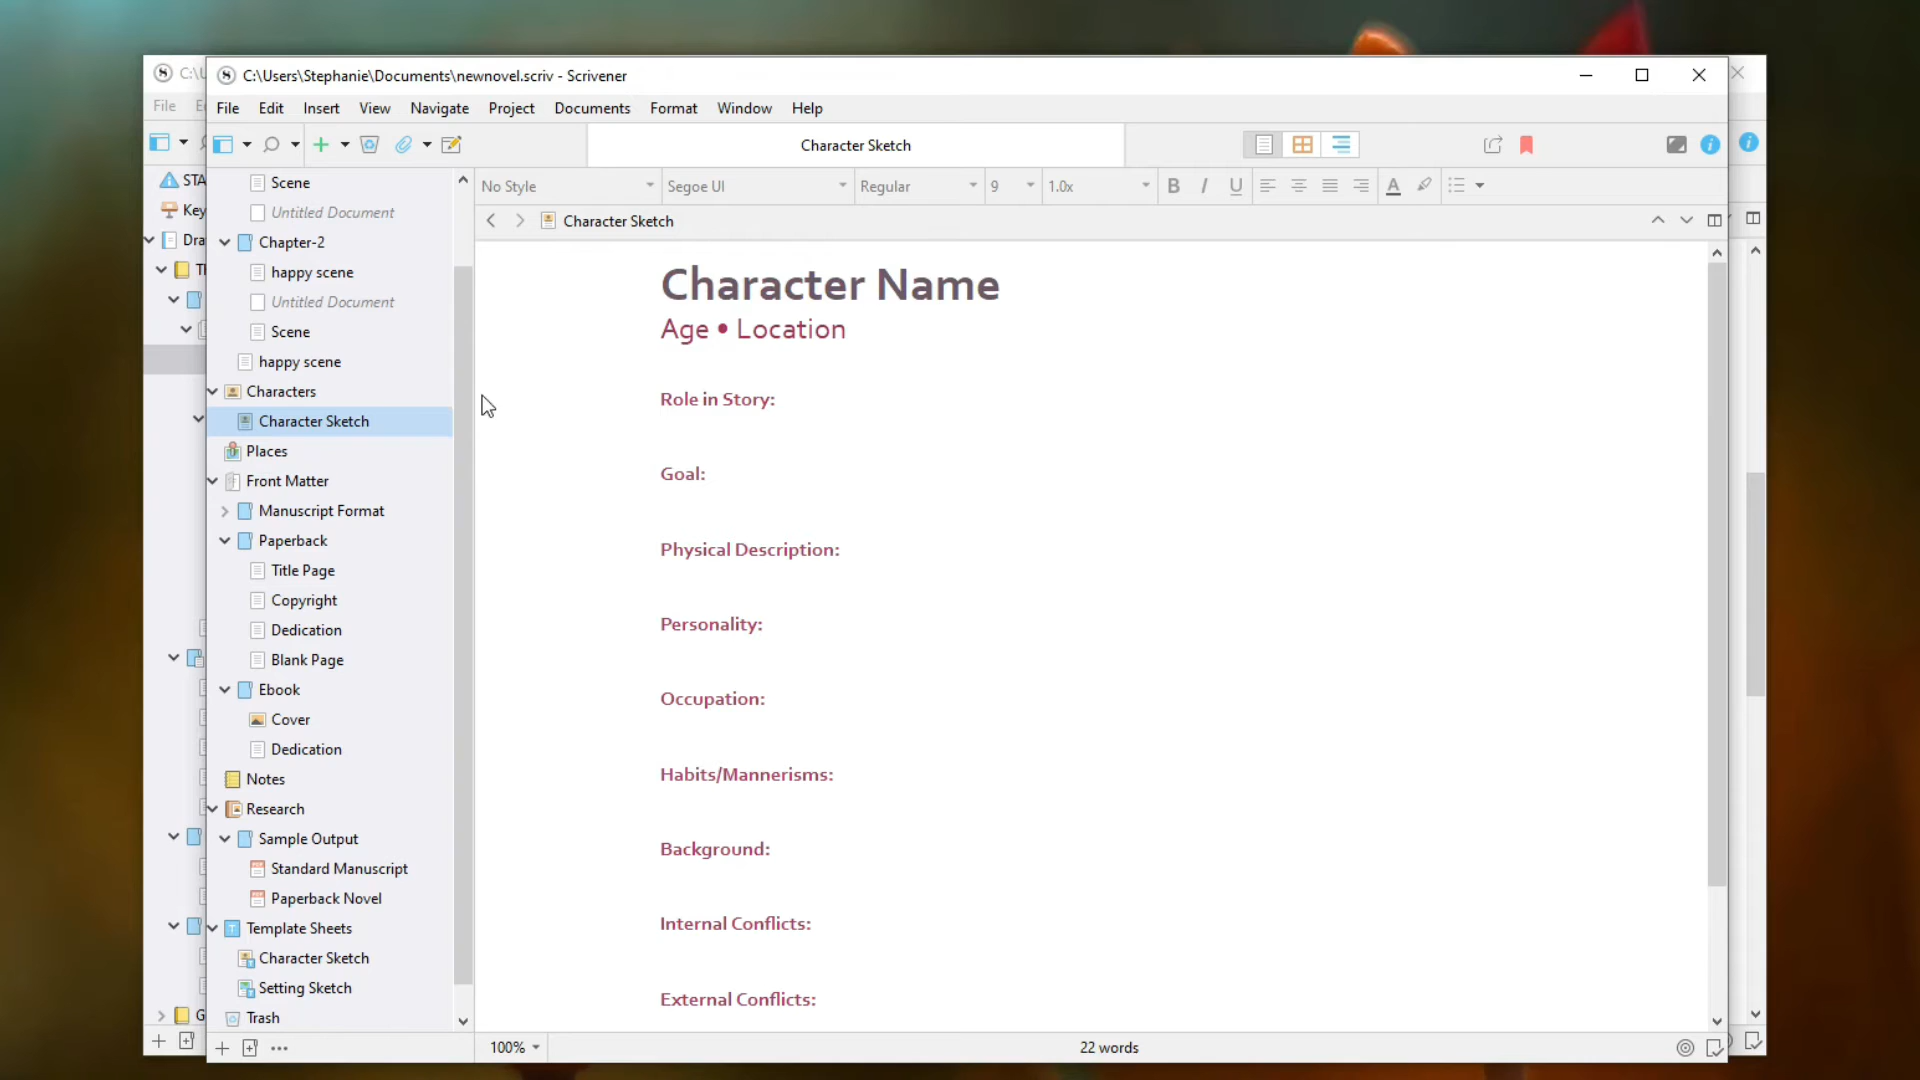 C:\U
C:\Users\Stephanie\Documents\newnovel.scriv - Scrivener
File
File Edit Insert View Navigate Project Documents Format Window Help
Character Sketch
STA
Key
Dra
No Style Segoe UI Regular 9 1.0x B I U A
Character Sketch
Scene
Untitled Document
Chapter-2
happy scene
Untitled Document
Scene
happy scene
Characters
Character Sketch
Places
Front Matter
Manuscript Format
Paperback
Title Page
Copyright
Dedication
Blank Page
Ebook
Cover
Dedication
Notes
Research
Sample Output
Standard Manuscript
Paperback Novel
Template Sheets
Character Sketch
Setting Sketch
Trash
Character Name
Age • Location
Role in Story:
Goal:
Physical Description:
Personality:
Occupation:
Habits/Mannerisms:
Background:
Internal Conflicts:
External Conflicts:
100%
22 words